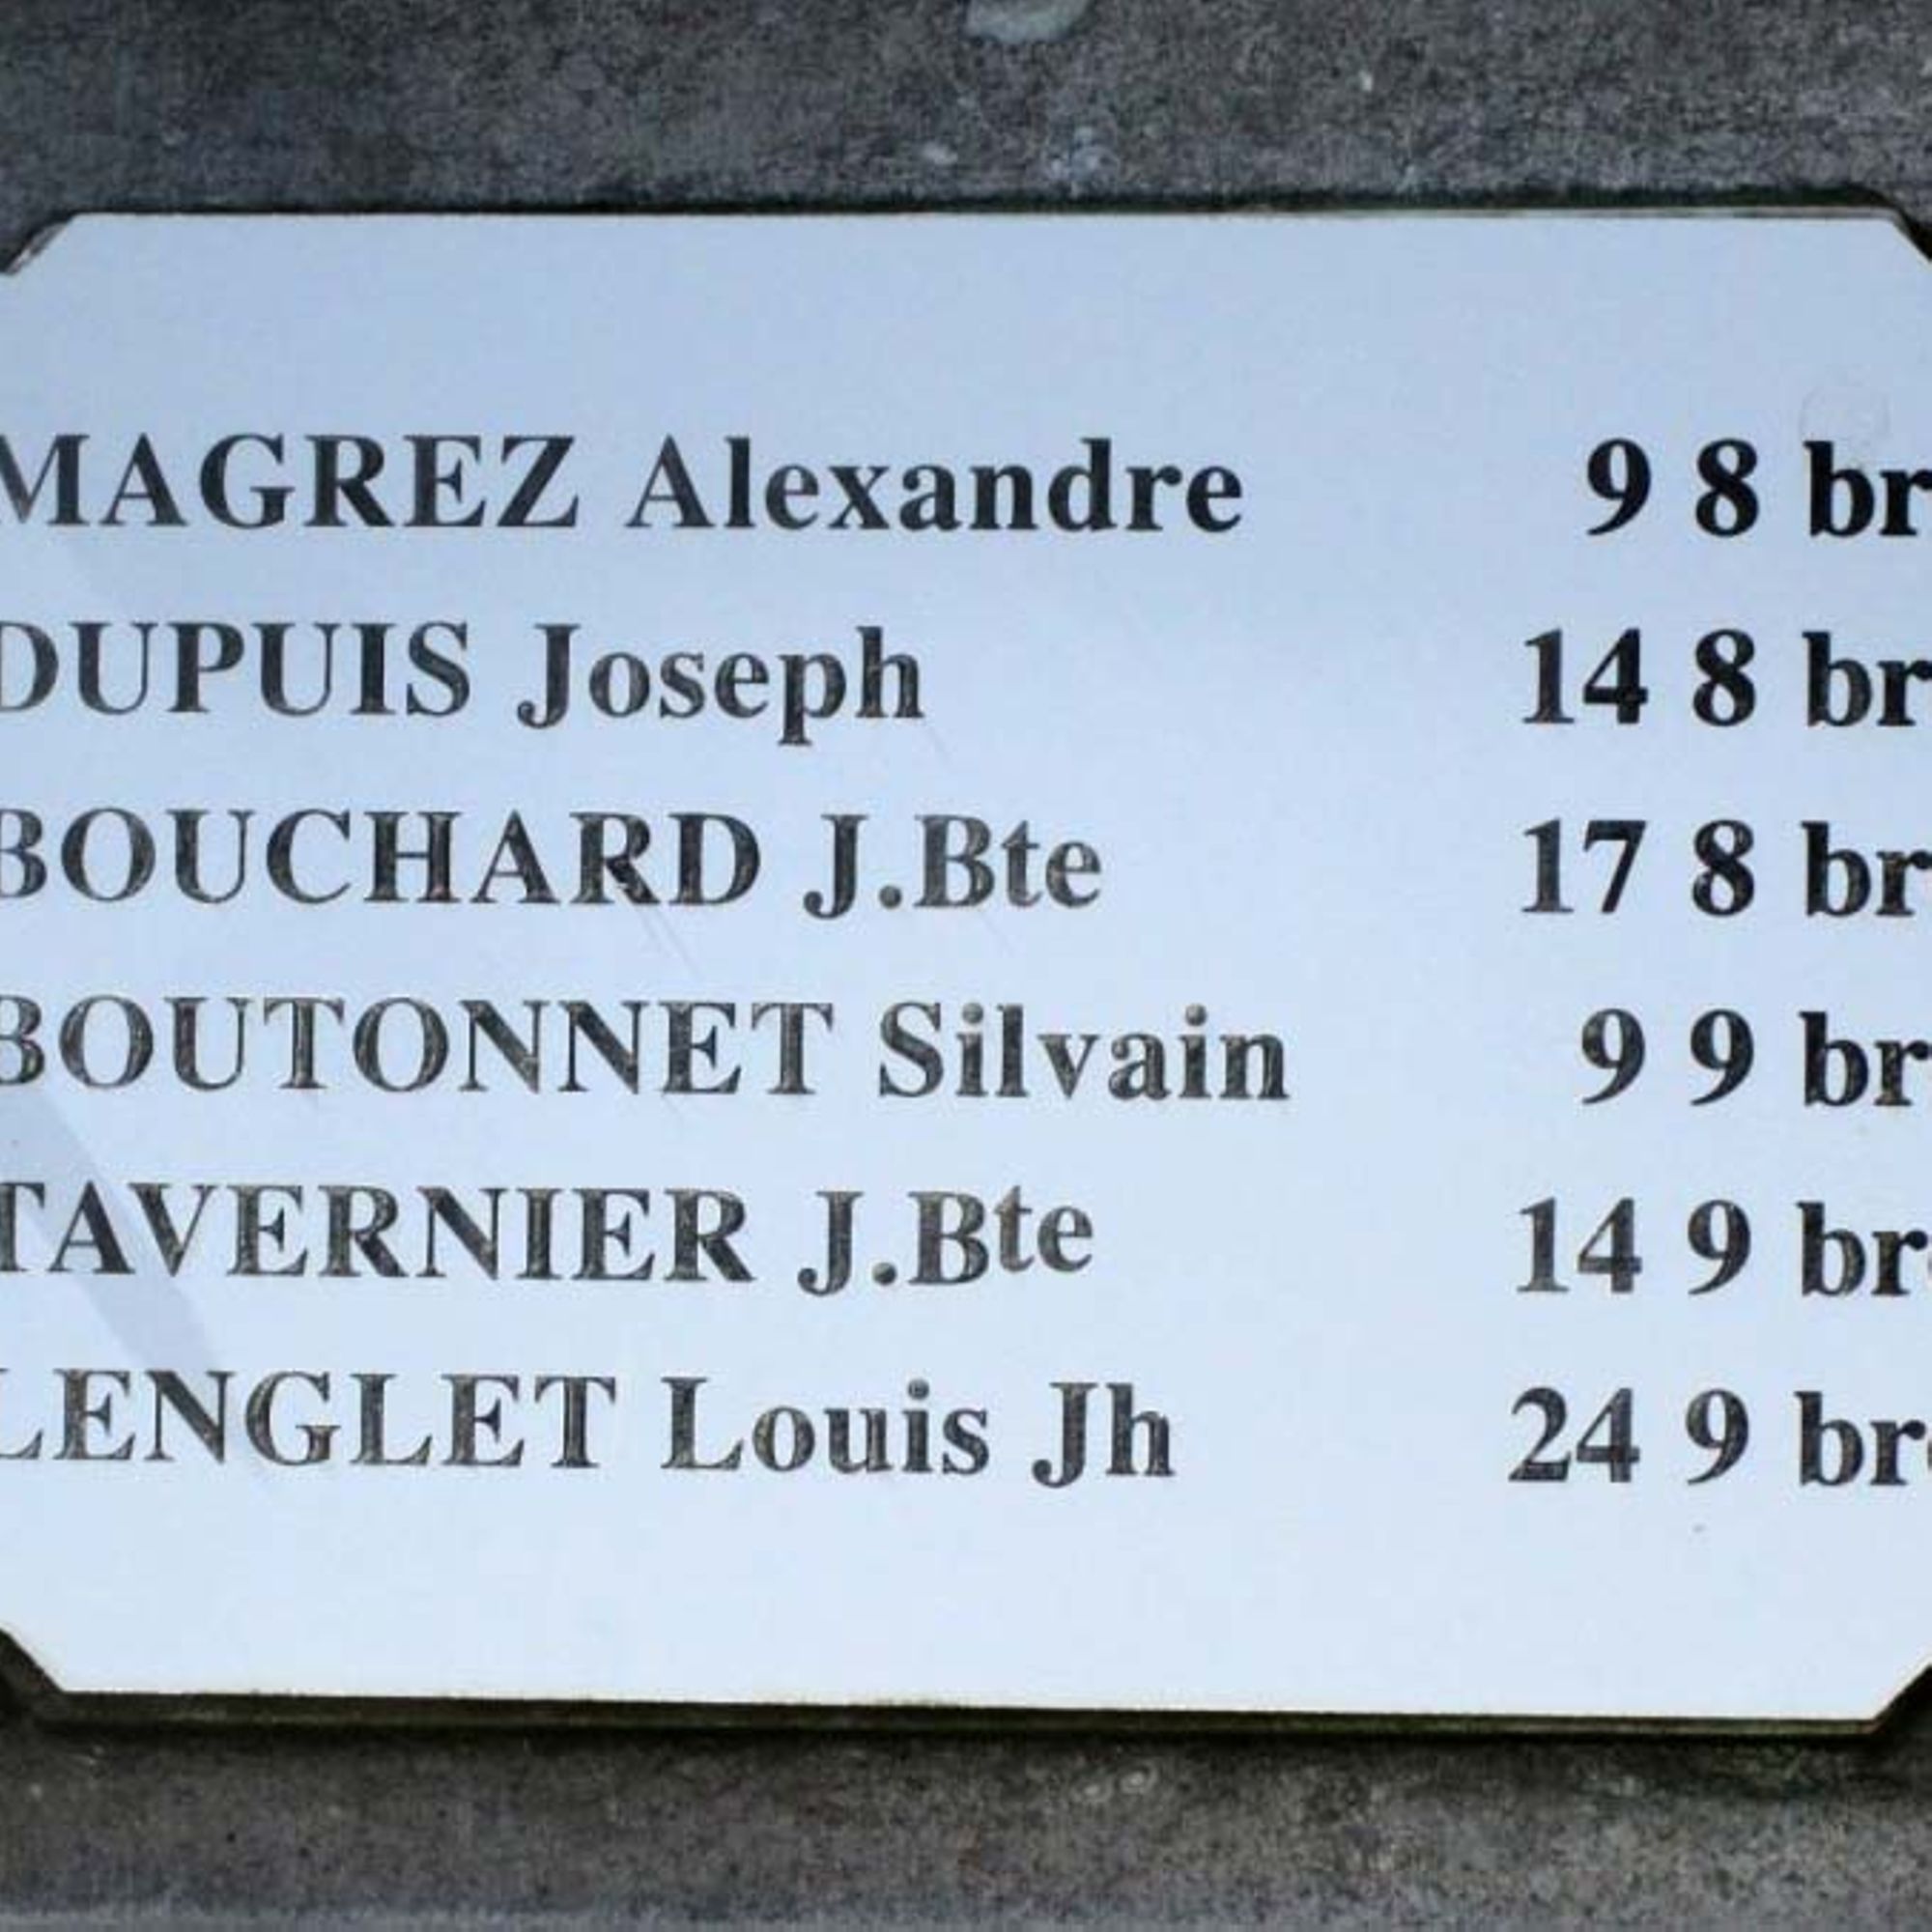 MAGREZ Alexandre 9 8 br
DUPUIS Joseph 14 8 br
BOUCHARD J.Bte 17 8 br
BOUTONNET Silvain 9 9 br
TAVERNIER J.Bte 14 9 br
LENGLET Louis Jh 24 9 br